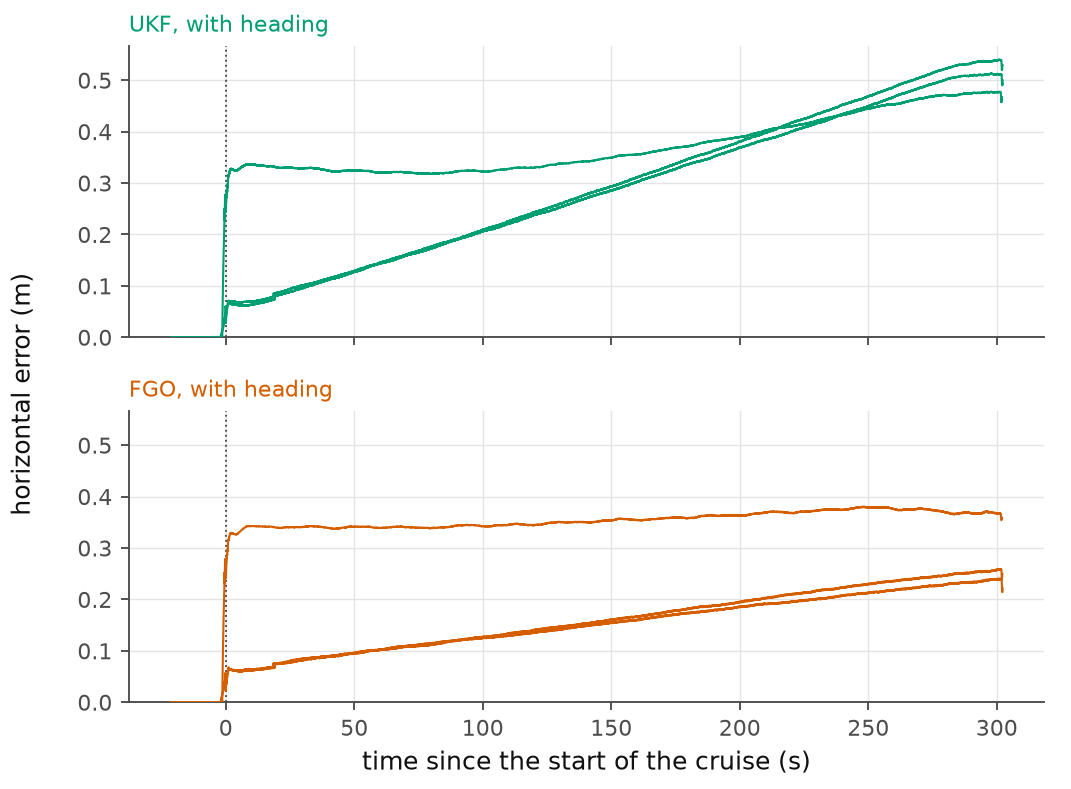 UKF, with heading
0.5
0.4
0.3
0.2
0.1
0.0
horizontal error (m)
FGO, with heading
0.5
0.4
0.3
0.2
0.1
0.0
0 50 100 150 200 250 300
time since the start of the cruise (s)